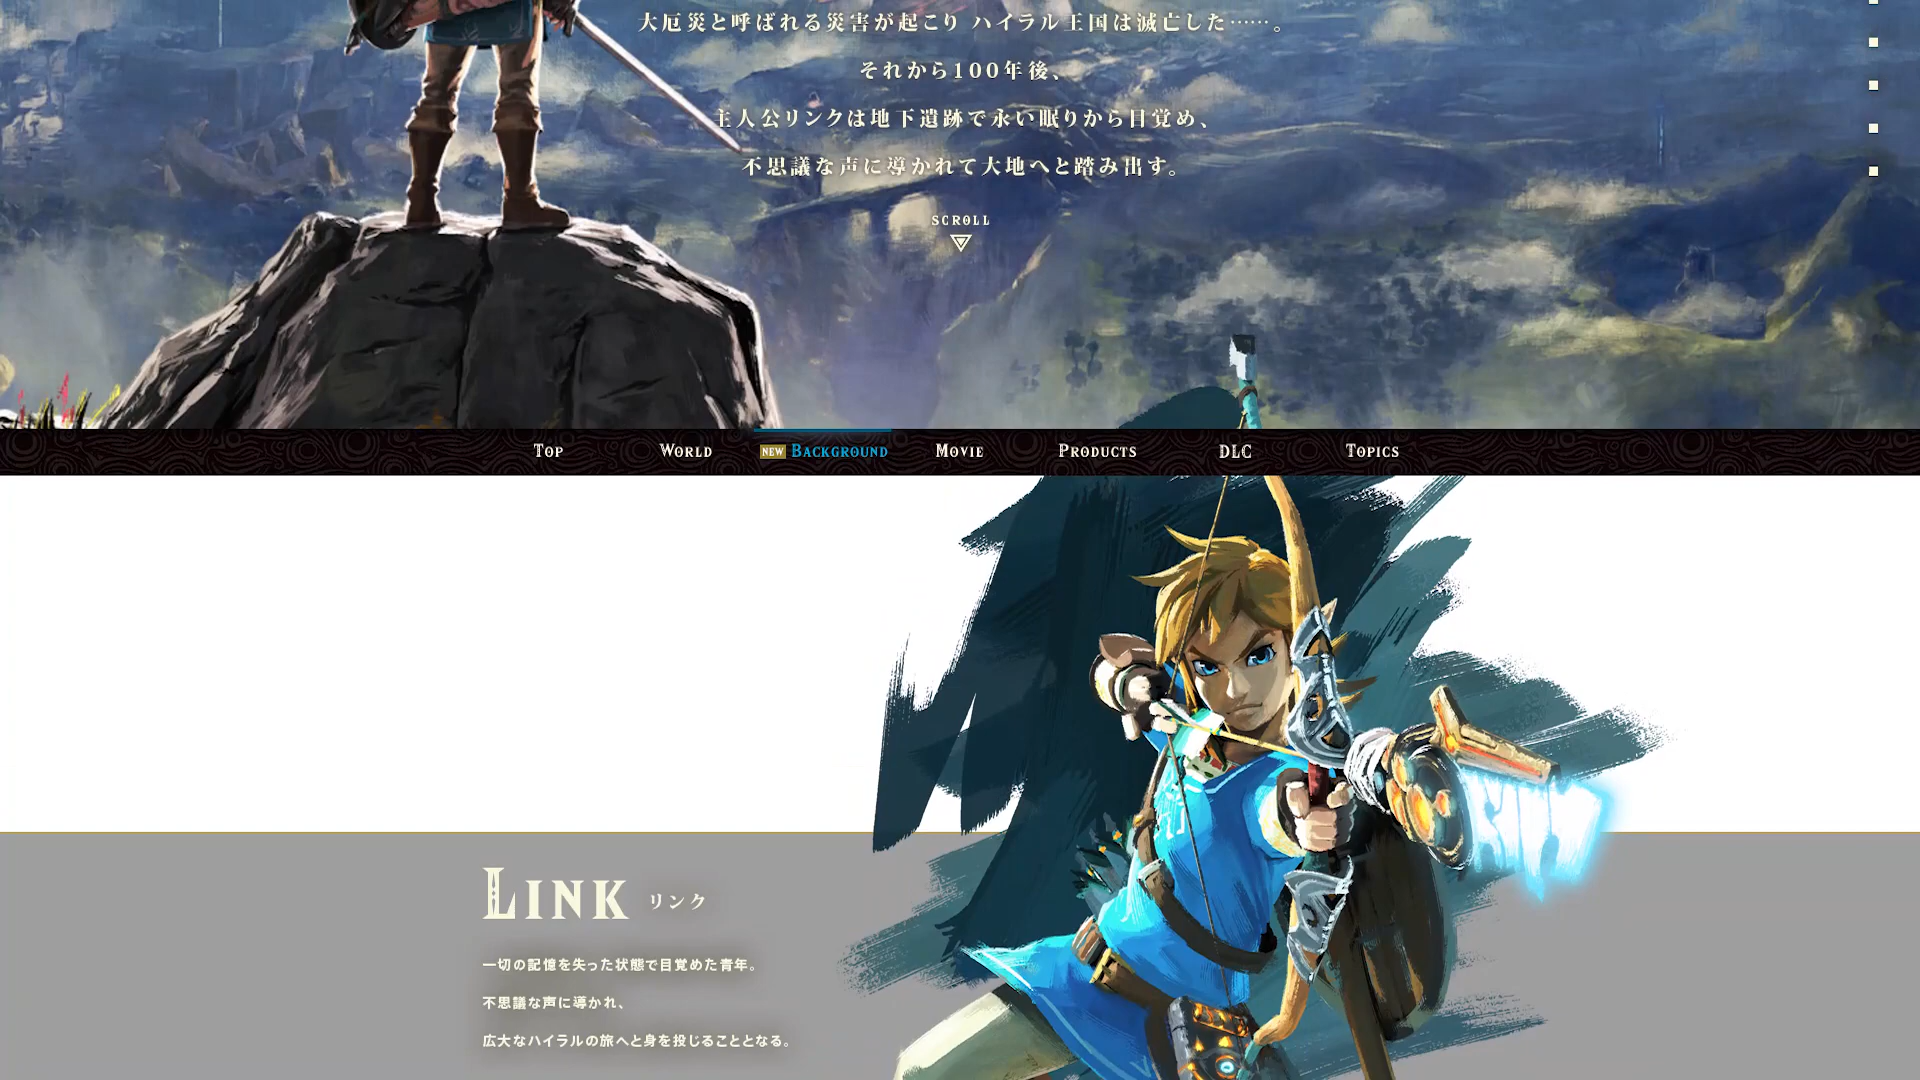 大厄災と呼ばれる災害が起こり ハイラル王国は滅亡した……。
それから100年後、
主人公リンクは地下遺跡で永い眠りから目覚め、
不思議な声に導かれて大地へと踏み出す。
SCROLL
TOP WORLD NEW BACKGROUND MOVIE PRODUCTS DLC TOPICS
LINK リンク
一切の記憶を失った状態で目覚めた青年。
不思議な声に導かれ、
広大なハイラルの旅へと身を投じることとなる。